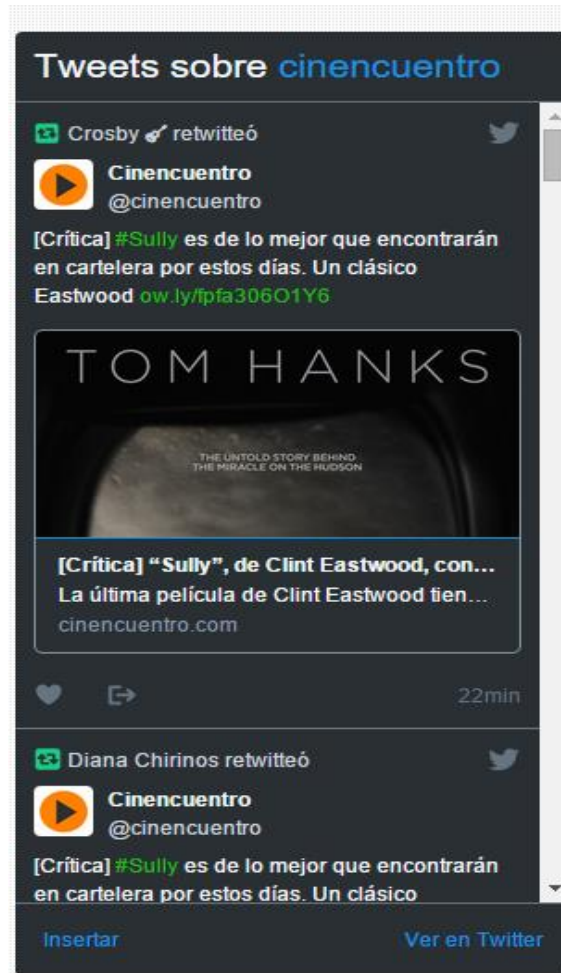 Tweets sobre cinencuentro
Crosby retwitteó
Cinencuentro
@cinencuentro
[Crítica] #Sully es de lo mejor que encontrarán
en cartelera por estos días. Un clásico
Eastwood ow.ly/fpfa306O1Y6
TOM HANKS
THE UNTOLD STORY BEHIND
THE MIRACLE ON THE HUDSON
[Crítica] “Sully”, de Clint Eastwood, con...
La última película de Clint Eastwood tien...
cinencuentro.com
22min
Diana Chirinos retwitteó
Cinencuentro
@cinencuentro
[Crítica] #Sully es de lo mejor que encontrarán
en cartelera por estos días. Un clásico
Insertar
Ver en Twitter